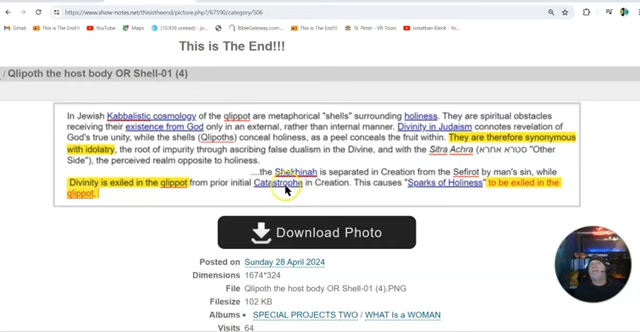 https://www.show-notes.net/thisistheend/picture.php?/67590/category/506
Gmail
This is The End!!!
YouTube
Maps
(10,939 unread) - jo...
BibleGateway.com...
This is The End!!!
St. Peter - VR Tours
Jonathan Kleck - Yo...
This is The End!!!
/ Qlipoth the host body OR Shell-01 (4)
In Jewish Kabbalistic cosmology of the qlippot are metaphorical "shells" surrounding holiness. They are spiritual obstacles
receiving their existence from God only in an external, rather than internal manner. Divinity in Judaism connotes revelation of
God's true unity, while the shells (Qlipoths) conceal holiness, as a peel conceals the fruit within. They are therefore synonymous
with idolatry, the root of impurity through ascribing false dualism in the Divine, and with the Sitra Achra (סטרא אחרא "Other
Side"), the perceived realm opposite to holiness.
....the Shekhinah is separated in Creation from the Sefirot by man's sin, while
Divinity is exiled in the qlippot from prior initial Catastrophe in Creation. This causes "Sparks of Holiness" to be exiled in the
qlippot,
Download Photo
Posted on Sunday 28 April 2024
Dimensions 1674*324
File Qlipoth the host body OR Shell-01 (4).PNG
Filesize 102 KB
Albums • SPECIAL PROJECTS TWO / WHAT Is a WOMAN
Visits 64